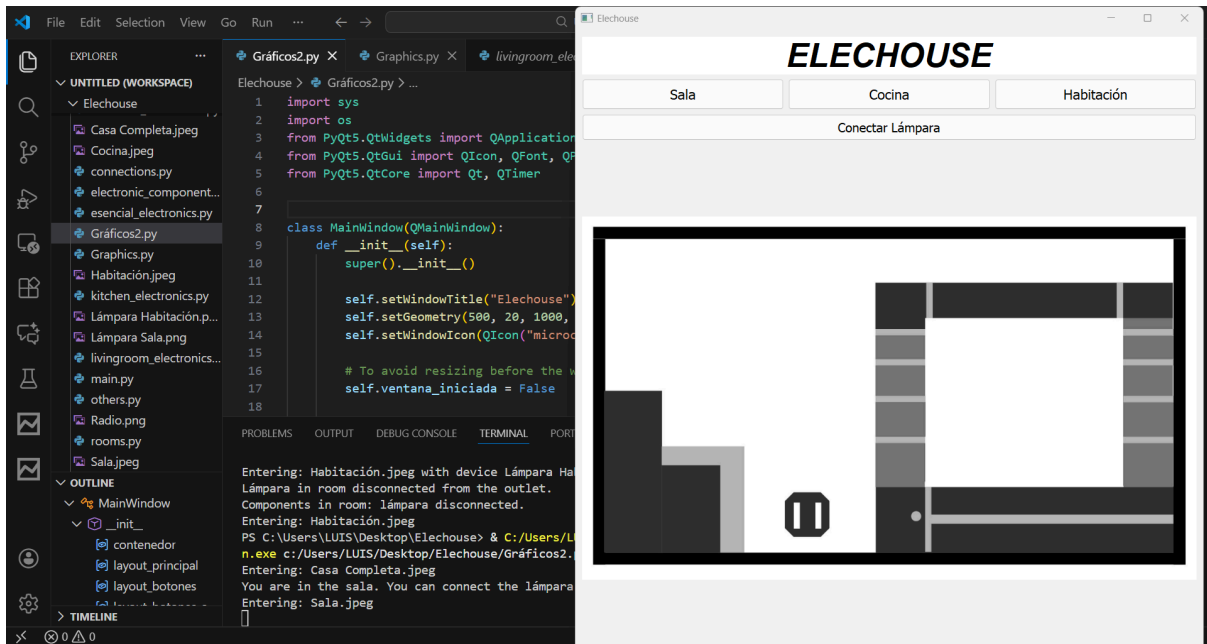 File Edit Selection View Go Run ···
EXPLORER ···
UNTITLED (WORKSPACE)
Elechouse
Casa Completa.jpeg
Cocina.jpeg
connections.py
electronic_component...
esencial_electronics.py
Gráficos2.py
Graphics.py
Habitación.jpeg
kitchen_electronics.py
Lámpara Habitación.p...
Lámpara Sala.png
livingroom_electronics...
main.py
others.py
Radio.png
rooms.py
Sala.jpeg
OUTLINE
MainWindow
__init__
contenedor
layout_principal
layout_botones
TIMELINE
0 0
Gráficos2.py Graphics.py livingroom_elec
Elechouse > Gráficos2.py > ...
1 import sys
2 import os
3 from PyQt5.QtWidgets import QApplication
4 from PyQt5.QtGui import QIcon, QFont, QP
5 from PyQt5.QtCore import Qt, QTimer
6
7
8 class MainWindow(QMainWindow):
9 def __init__(self):
10 super().__init__()
11
12 self.setWindowTitle("Elechouse")
13 self.setGeometry(500, 20, 1000,
14 self.setWindowIcon(QIcon("microc
15
16 # To avoid resizing before the w
17 self.ventana_iniciada = False
18
PROBLEMS OUTPUT DEBUG CONSOLE TERMINAL PORT
Entering: Habitación.jpeg with device Lámpara Hab
Lámpara in room disconnected from the outlet.
Components in room: lámpara disconnected.
Entering: Habitación.jpeg
PS C:\Users\LUIS\Desktop\Elechouse> & C:/Users/LU
n.exe c:/Users/LUIS/Desktop/Elechouse/Gráficos2.p
Entering: Casa Completa.jpeg
You are in the sala. You can connect the lámpara
Entering: Sala.jpeg
Elechouse
ELECHOUSE
Sala Cocina Habitación
Conectar Lámpara